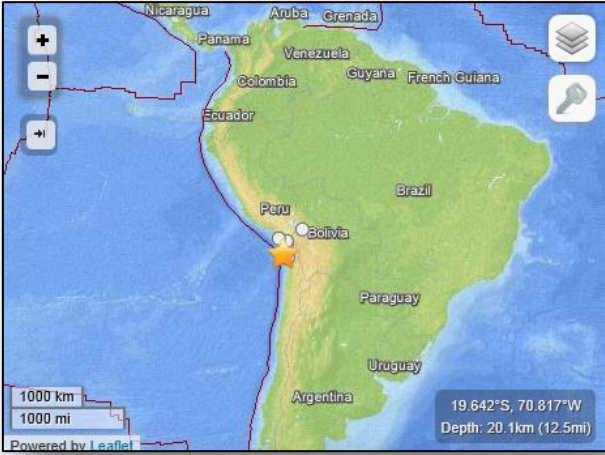 Nicaragua
Aruba
Grenada
+
Panama
Venezuela
−
Colombia
Guyana
French Guiana
Ecuador
Brazil
Peru
Bolivia
Paraguay
Uruguay
1000 km
Argentina
19.642°S, 70.817°W
1000 mi
Depth: 20.1km (12.5mi)
Powered by Leaflet